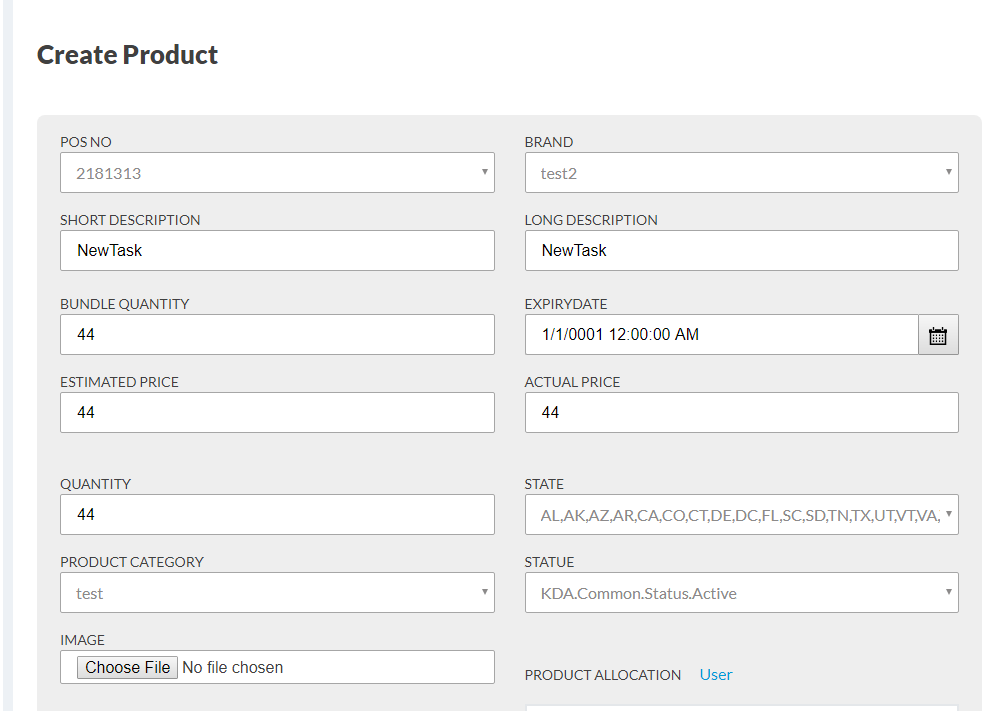 Create Product
POS NO
BRAND
2181313
test2
SHORT DESCRIPTION
LONG DESCRIPTION
NewTask
NewTask
BUNDLE QUANTITY
EXPIRYDATE
44
1/1/0001 12:00:00 AM
ESTIMATED PRICE
ACTUAL PRICE
44
44
QUANTITY
STATE
44
AL,AK,AZ,AR,CA,CO,CT,DE,DC,FL,SC,SD,TN,TX,UT,VT,VA,
PRODUCT CATEGORY
STATUE
test
KDA.Common.Status.Active
IMAGE
Choose File No file chosen
PRODUCT ALLOCATION User